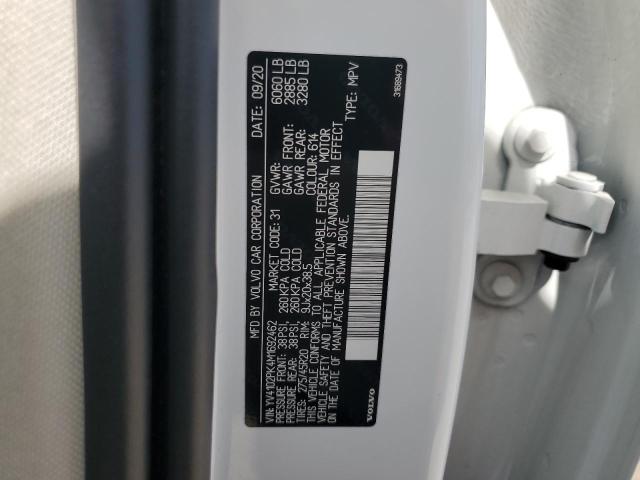 MFD BY VOLVO CAR CORPORATION DATE: 09/20
VIN: YV4102PK4M1692462 MARKET CODE: 31 GVWR: 6060 LB
PRESSURE FRONT: 38PSI, 260KPA COLD GAWR FRONT: 2885 LB
PRESSURE REAR: 38PSI, 260KPA COLD GAWR REAR: 3280 LB
TIRES: 275/45R20 RIM: 9Jx20x38.5 COLOUR: 614
THIS VEHICLE CONFORMS TO ALL APPLICABLE FEDERAL MOTOR
VEHICLE SAFETY AND THEFT PREVENTION STANDARDS IN EFFECT
ON THE DATE OF MANUFACTURE SHOWN ABOVE.
TYPE: MPV
VOLVO 31689473